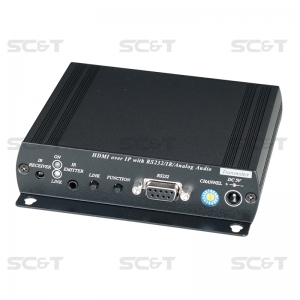 SC&T SC&T SC&T
HDMI over IP with RS232/IR/Analog Audio
IR RECEIVER
ON
LINK
IR EMITTER
LINK
FUNCTION
RS232
CHANNEL
DC 5V
SC&T SC&T SC&T
SC&T SC&T SC&T